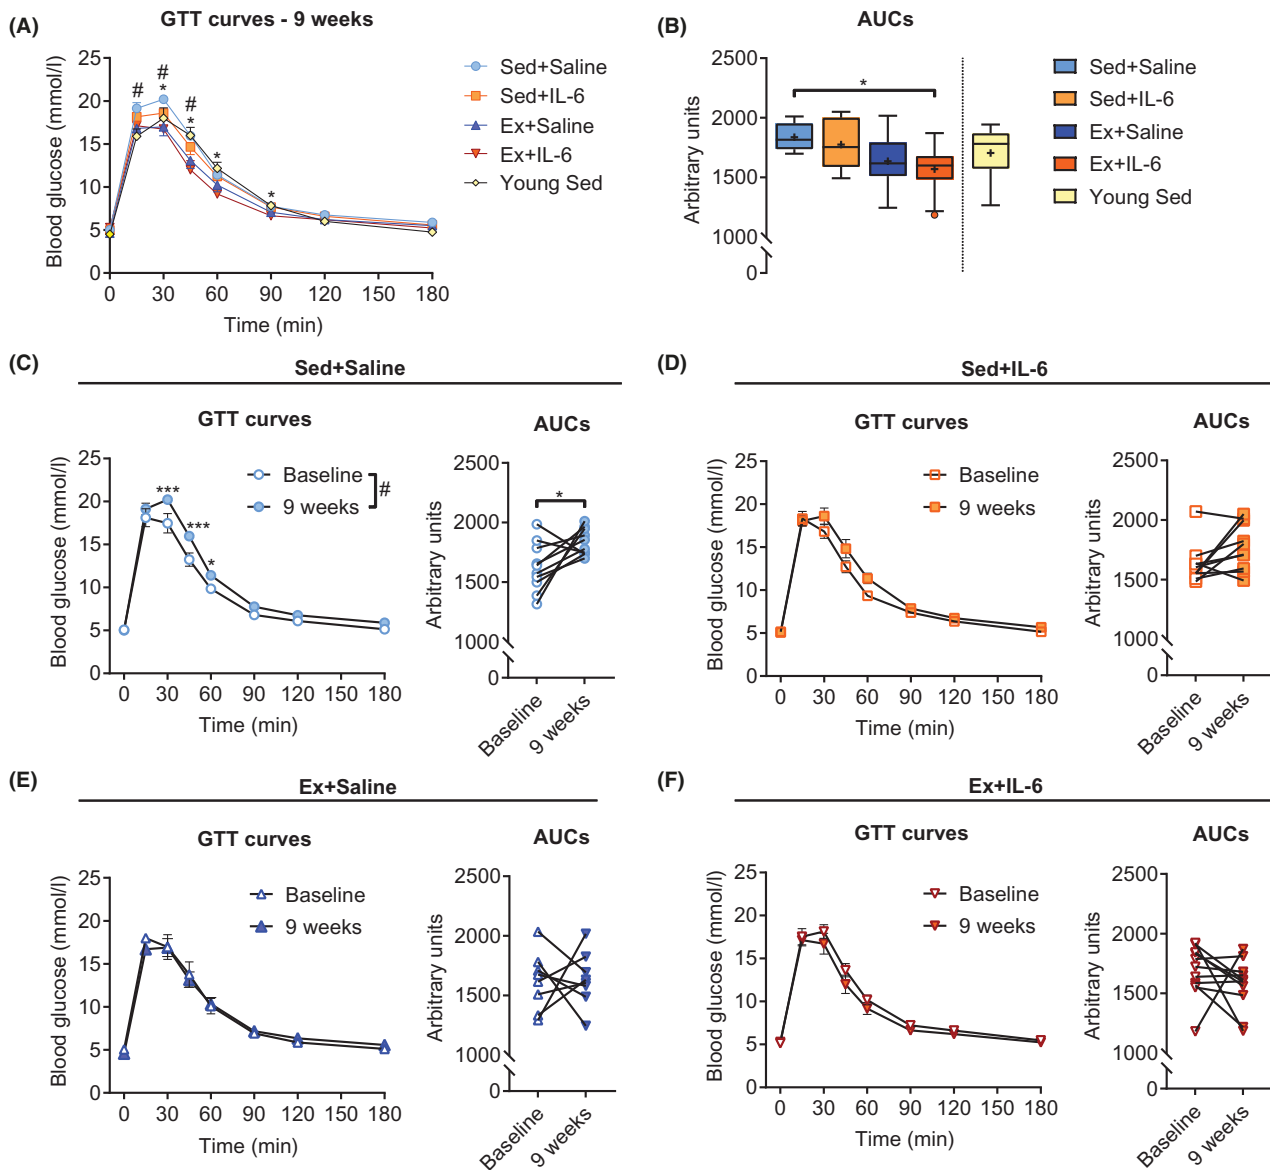 (A)
GTT curves - 9 weeks
Blood glucose (mmol/l)
25
20
15
10
5
0
# # * # * * *
0 30 60 90 120 150 180
Time (min)
Sed+Saline
Sed+IL-6
Ex+Saline
Ex+IL-6
Young Sed
(B)
AUCs
Arbitrary units
2500
2000
1500
1000
0
*
Sed+Saline
Sed+IL-6
Ex+Saline
Ex+IL-6
Young Sed
(C)
Sed+Saline
GTT curves
Blood glucose (mmol/l)
25
20
15
10
5
0
*** *** *
Baseline
9 weeks
#
0 30 60 90 120 150 180
Time (min)
AUCs
Arbitrary units
2500
2000
1500
1000
0
*
Baseline
9 weeks
(D)
Sed+IL-6
GTT curves
Blood glucose (mmol/l)
25
20
15
10
5
0
Baseline
9 weeks
0 30 60 90 120 150 180
Time (min)
AUCs
Arbitrary units
2500
2000
1500
1000
0
Baseline
9 weeks
(E)
Ex+Saline
GTT curves
Blood glucose (mmol/l)
25
20
15
10
5
0
Baseline
9 weeks
0 30 60 90 120 150 180
Time (min)
AUCs
Arbitrary units
2500
2000
1500
1000
0
Baseline
9 weeks
(F)
Ex+IL-6
GTT curves
Blood glucose (mmol/l)
25
20
15
10
5
0
Baseline
9 weeks
0 30 60 90 120 150 180
Time (min)
AUCs
Arbitrary units
2500
2000
1500
1000
0
Baseline
9 weeks